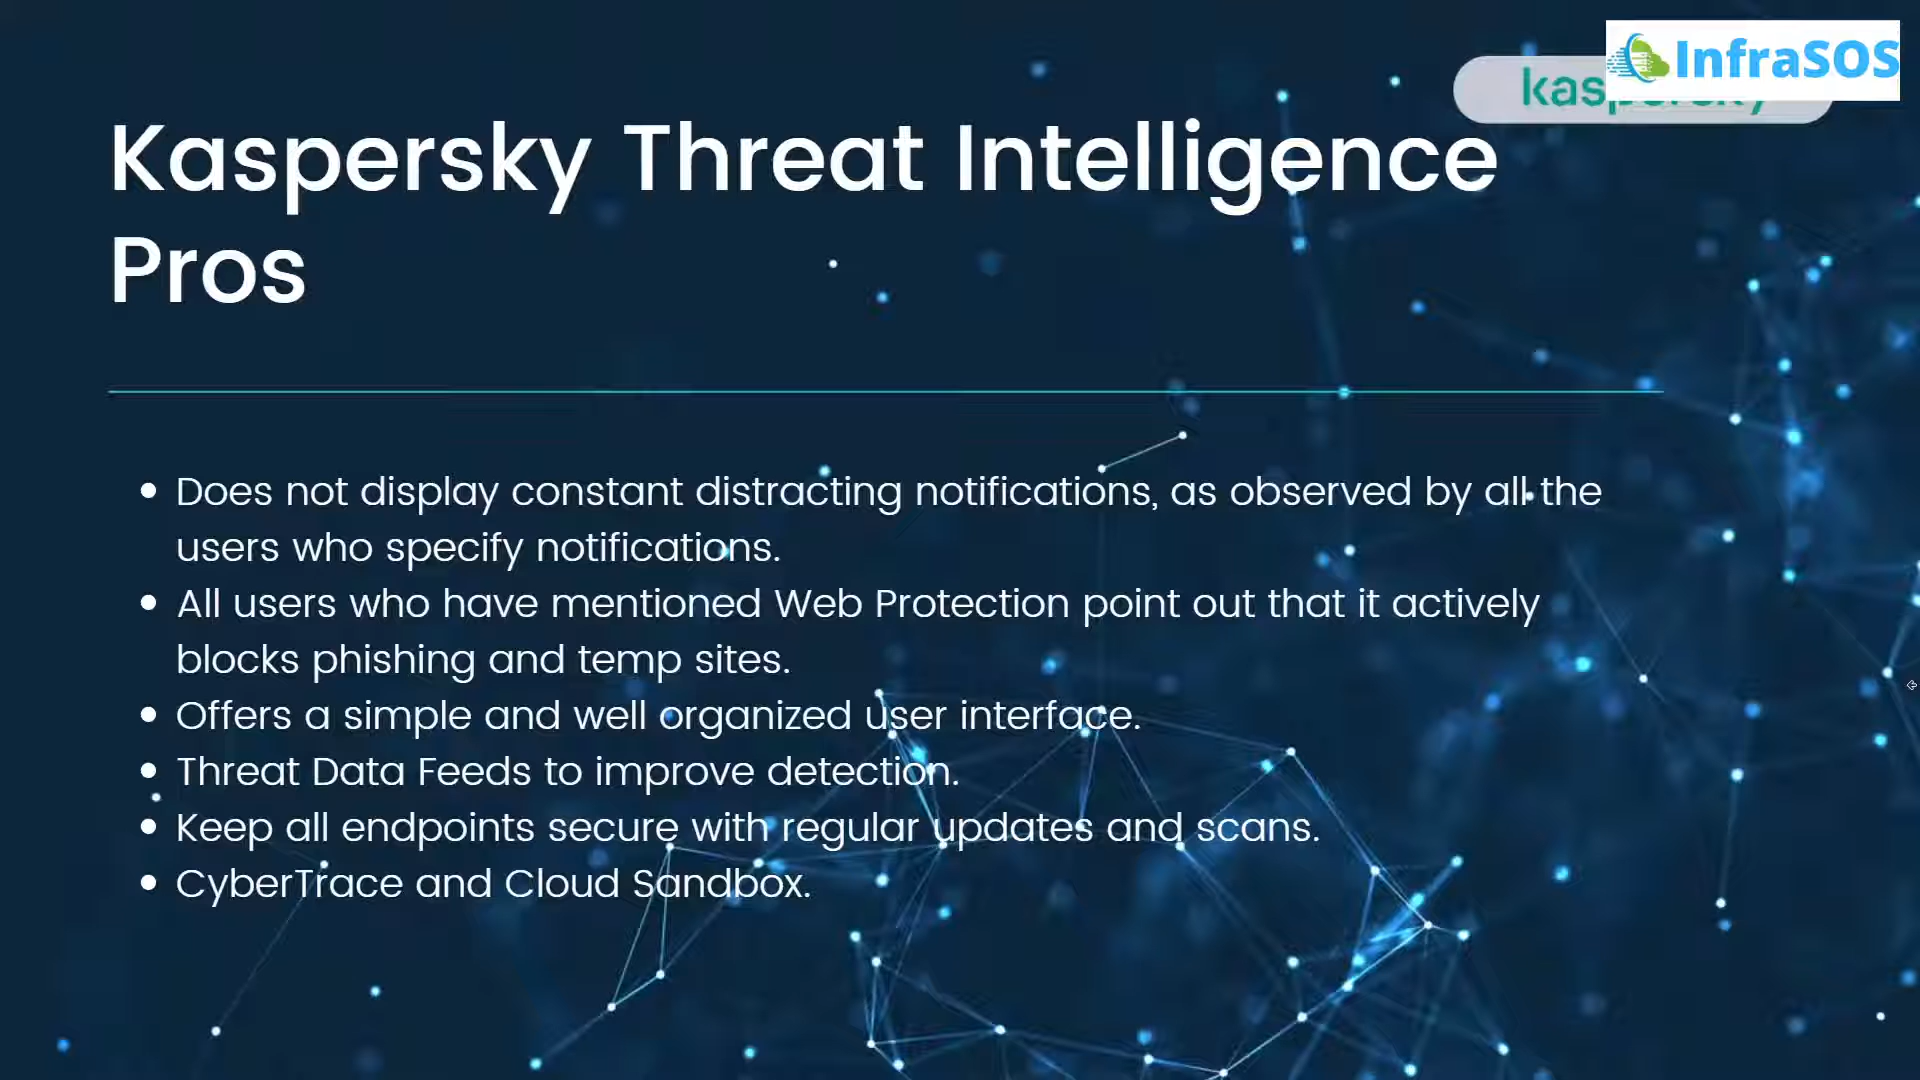 InfraSOS
Kaspersky Threat Intelligence
Pros
Does not display constant distracting notifications, as observed by all the
users who specify notifications.
All users who have mentioned Web Protection point out that it actively
blocks phishing and temp sites.
Offers a simple and well organized user interface.
Threat Data Feeds to improve detection.
Keep all endpoints secure with regular updates and scans.
CyberTrace and Cloud Sandbox.